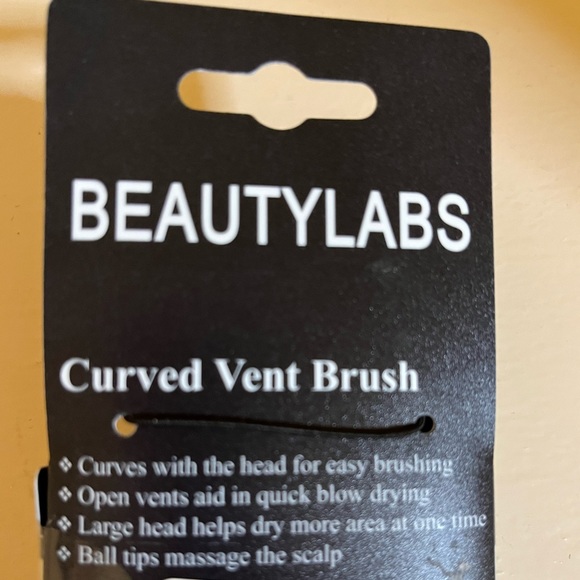 BEAUTYLABS
Curved Vent Brush
❖ Curves with the head for easy brushing
❖ Open vents aid in quick blow drying
❖ Large head helps dry more area at one time
❖ Ball tips massage the scalp